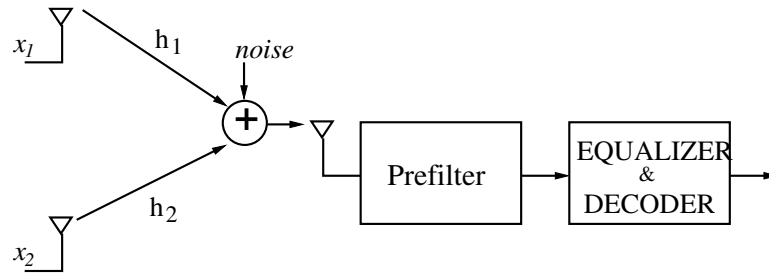 x1
h1
noise
+
Prefilter
EQUALIZER
&
DECODER
h2
x2